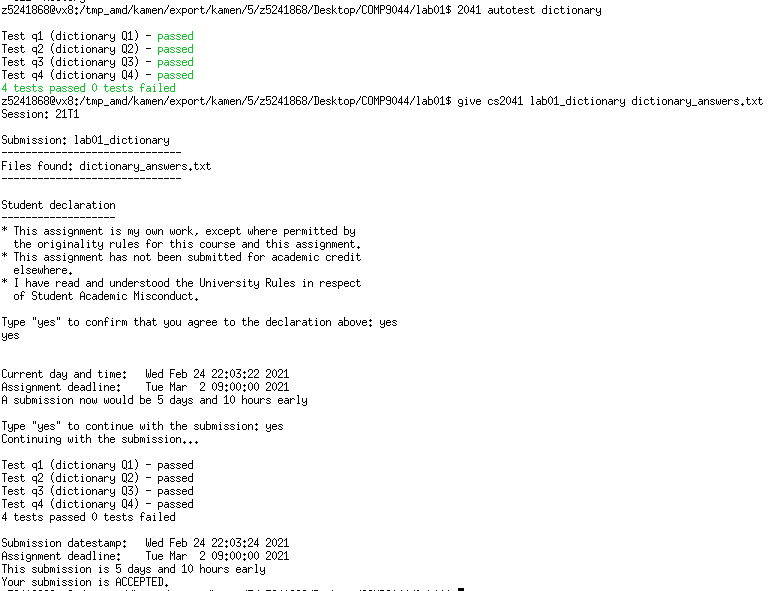 z5241868@vx8:/tmp_amd/kamen/export/kamen/5/z5241868/Desktop/COMP9044/lab01$ 2041 autotest dictionary
Test q1 (dictionary Q1) - passed
Test q2 (dictionary Q2) - passed
Test q3 (dictionary Q3) - passed
Test q4 (dictionary Q4) - passed
4 tests passed 0 tests failed
z5241868@vx8:/tmp_amd/kamen/export/kamen/5/z5241868/Desktop/COMP9044/lab01$ give cs2041 lab01_dictionary dictionary_answers.txt
Session: 21T1
Submission: lab01_dictionary
------------------------------
Files found: dictionary_answers.txt
------------------------------
Student declaration
-------------------
* This assignment is my own work, except where permitted by
the originality rules for this course and this assignment.
* This assignment has not been submitted for academic credit
elsewhere.
* I have read and understood the University Rules in respect
of Student Academic Misconduct.
Type "yes" to confirm that you agree to the declaration above: yes
yes
Current day and time:   Wed Feb 24 22:03:22 2021
Assignment deadline:    Tue Mar  2 09:00:00 2021
A submission now would be 5 days and 10 hours early
Type "yes" to continue with the submission: yes
Continuing with the submission...
Test q1 (dictionary Q1) - passed
Test q2 (dictionary Q2) - passed
Test q3 (dictionary Q3) - passed
Test q4 (dictionary Q4) - passed
4 tests passed 0 tests failed
Submission datestamp:   Wed Feb 24 22:03:24 2021
Assignment deadline:    Tue Mar  2 09:00:00 2021
This submission is 5 days and 10 hours early
Your submission is ACCEPTED.